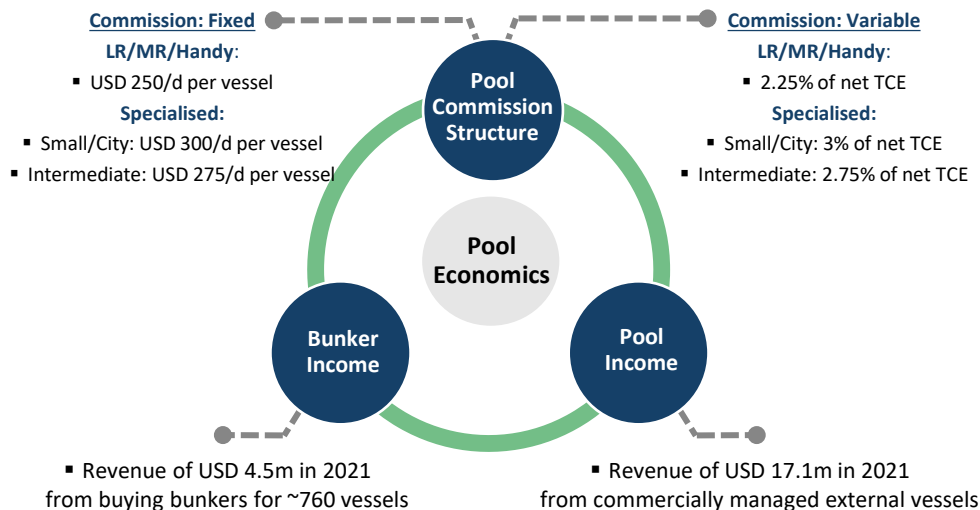 Commission: Fixed
LR/MR/Handy:
▪ USD 250/d per vessel
Specialised:
▪ Small/City: USD 300/d per vessel
▪ Intermediate: USD 275/d per vessel
Commission: Variable
LR/MR/Handy:
▪ 2.25% of net TCE
Specialised:
▪ Small/City: 3% of net TCE
▪ Intermediate: 2.75% of net TCE
Pool
Commission
Structure
Pool
Economics
Bunker
Income
Pool
Income
▪ Revenue of USD 4.5m in 2021
from buying bunkers for ~760 vessels
▪ Revenue of USD 17.1m in 2021
from commercially managed external vessels